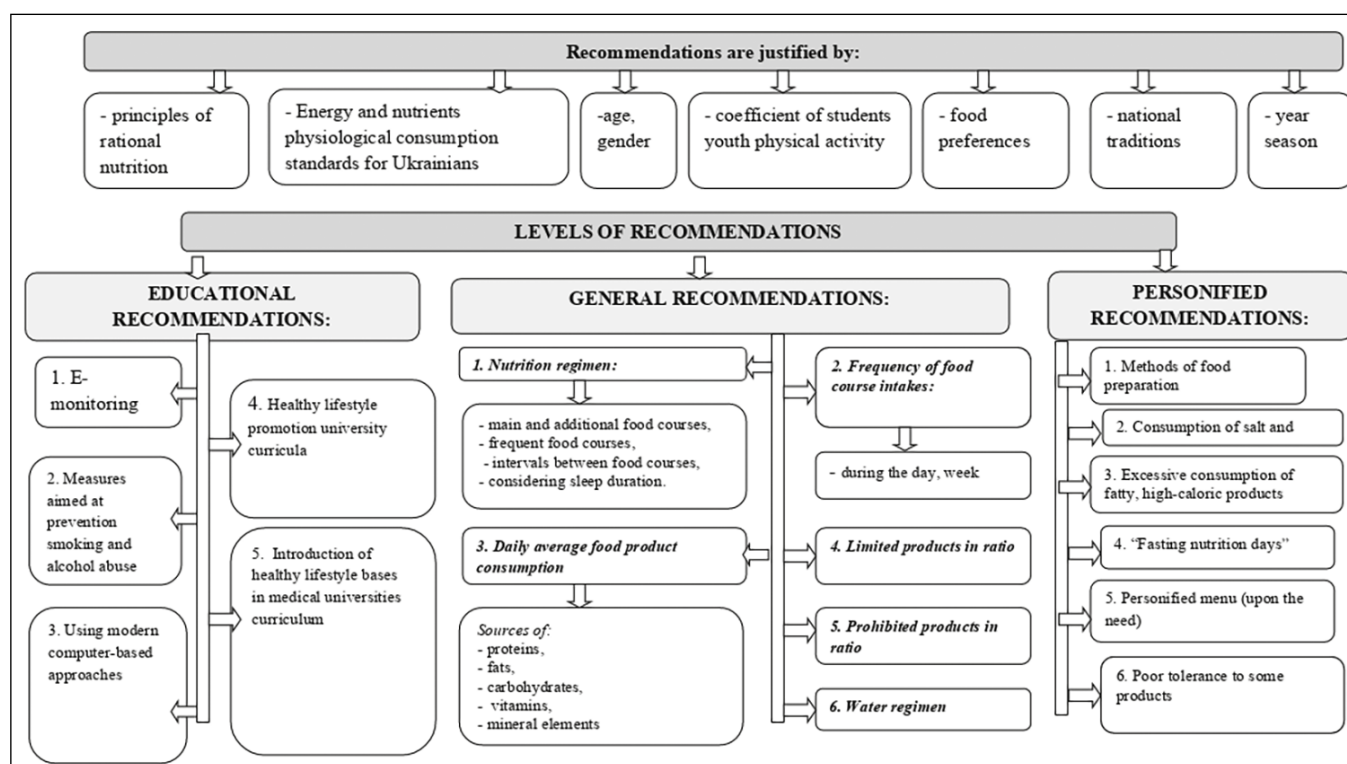 Recommendations are justified by:
- principles of
rational
nutrition
- Energy and nutrients
physiological consumption
standards for Ukrainians
-age,
gender
- coefficient of students
youth physical activity
- food
preferences
- national
traditions
- year
season
LEVELS OF RECOMMENDATIONS
EDUCATIONAL
RECOMMENDATIONS:
1. E-
monitoring
2. Measures
aimed at
prevention
smoking and
alcohol abuse
3. Using modern
computer-based
approaches
4. Healthy lifestyle
promotion university
curricula
5. Introduction of
healthy lifestyle bases
in medical universities
curriculum
GENERAL RECOMMENDATIONS:
1. Nutrition regimen:
- main and additional food courses,
- frequent food courses,
- intervals between food courses,
- considering sleep duration.
2. Frequency of food
course intakes:
- during the day, week
3. Daily average food product
consumption
Sources of:
- proteins,
- fats,
- carbohydrates,
- vitamins,
- mineral elements
4. Limited products in ratio
5. Prohibited products in
ratio
6. Water regimen
PERSONIFIED
RECOMMENDATIONS:
1. Methods of food
preparation
2. Consumption of salt and
3. Excessive consumption of
fatty, high-caloric products
4. “Fasting nutrition days”
5. Personified menu (upon the
need)
6. Poor tolerance to some
products